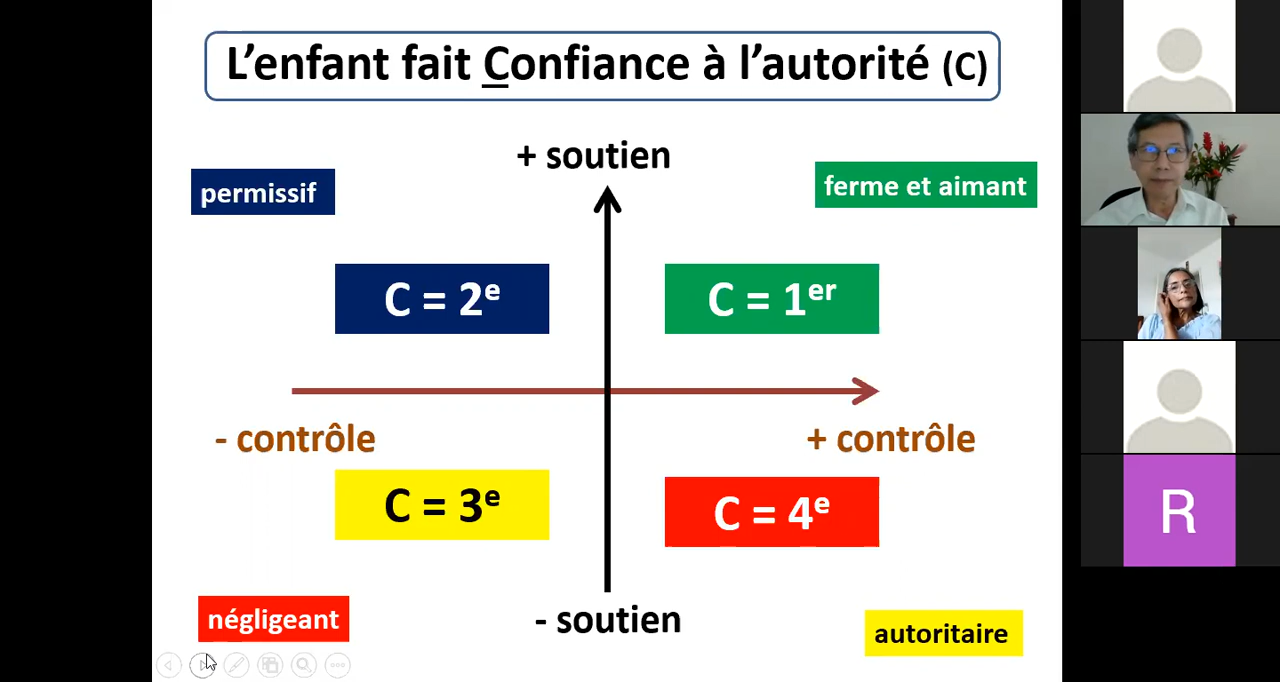 L’enfant fait Confiance à l’autorité (C)
+ soutien
permissif
ferme et aimant
C = 2e
C = 1er
- contrôle
+ contrôle
C = 3e
C = 4e
négligeant
- soutien
autoritaire
R